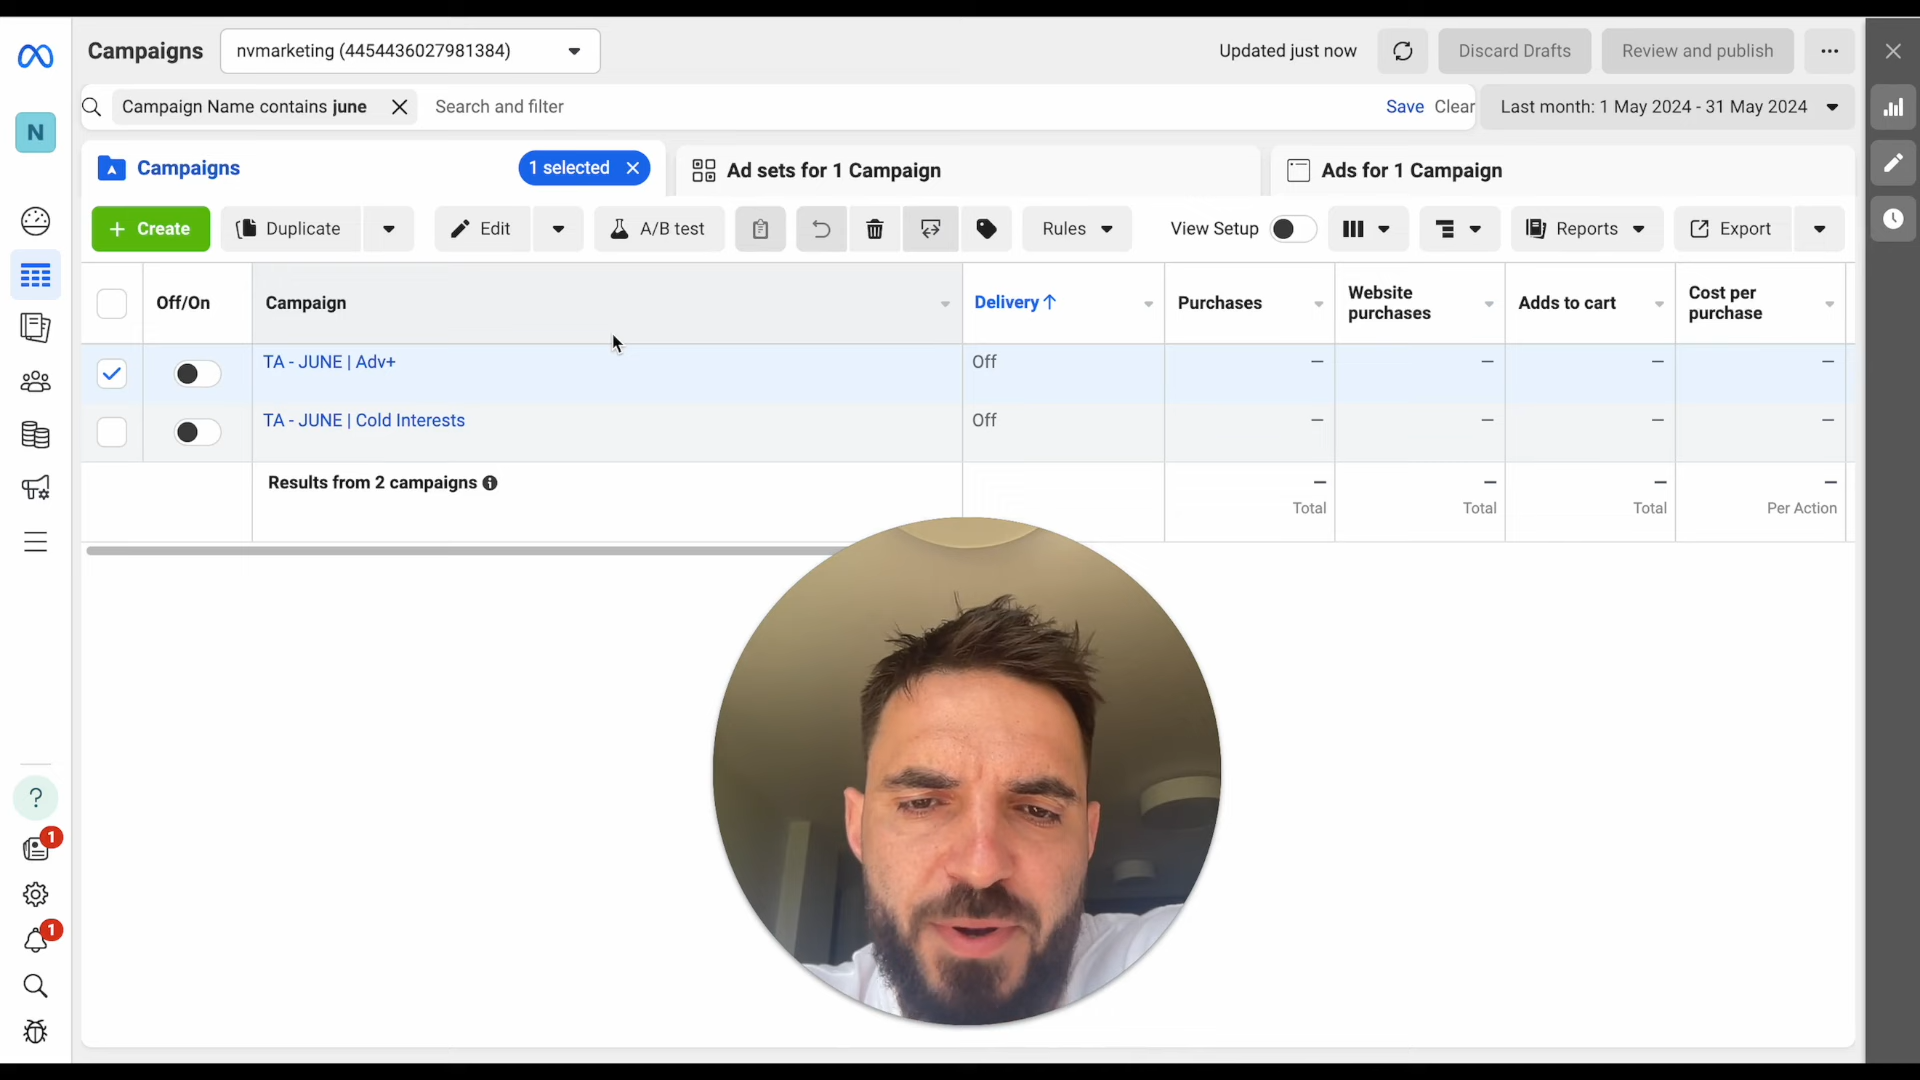 Campaigns nvmarketing (4454436027981384) Updated just now Discard Drafts Review and publish
Campaign Name contains june Search and filter Save Clear Last month: 1 May 2024 - 31 May 2024
N
Campaigns 1 selected Ad sets for 1 Campaign Ads for 1 Campaign
+ Create Duplicate Edit A/B test Rules View Setup Reports Export
Off/On Campaign Delivery ↑ Purchases Website purchases Adds to cart Cost per purchase
TA - JUNE | Adv+ Off — — — —
TA - JUNE | Cold Interests Off — — — —
Results from 2 campaigns — — — —
Total Total Total Per Action
?
1
1